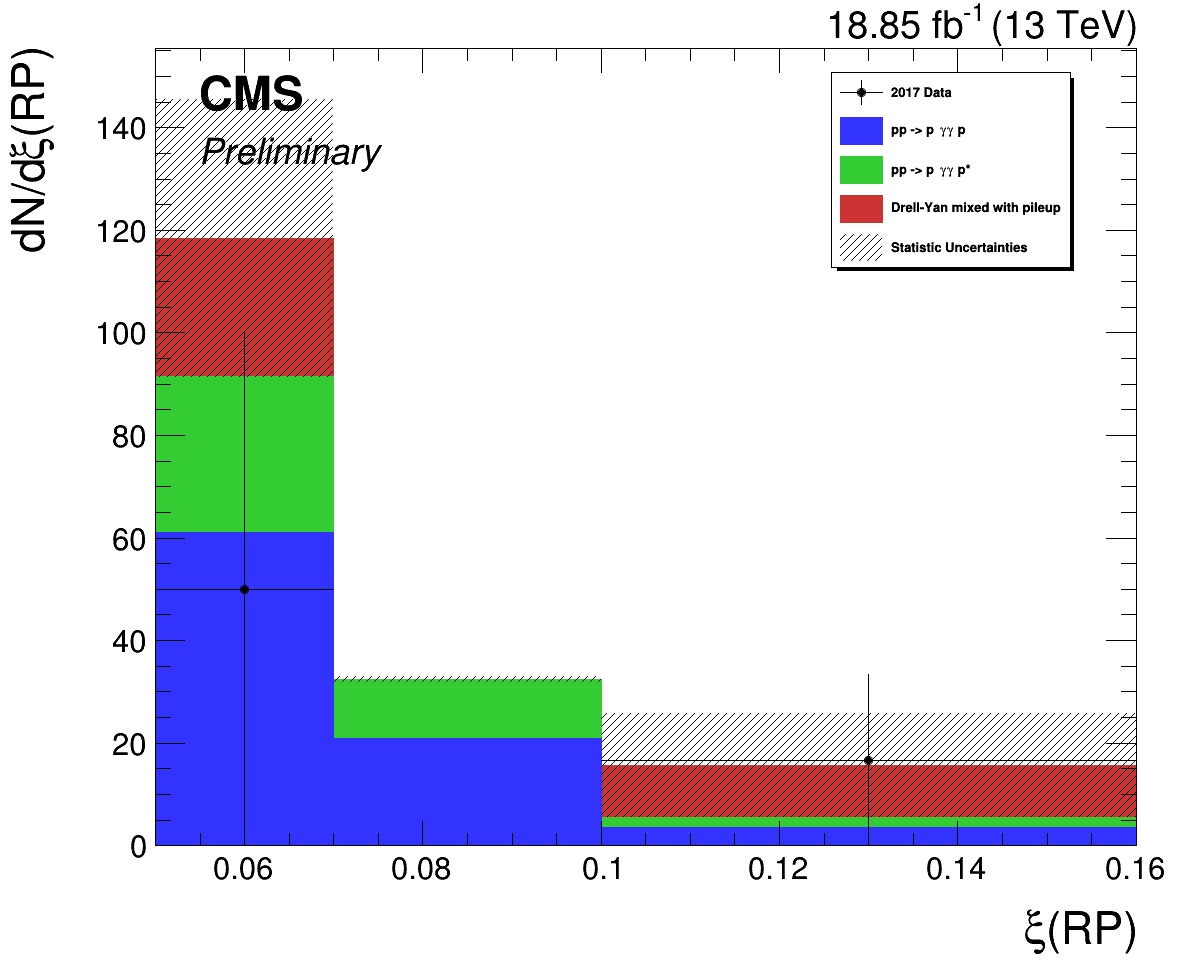 18.85 fb⁻¹ (13 TeV)
dN/dξ(RP)
CMS
Preliminary
2017 Data
pp -> p γγ p
pp -> p γγ p*
Drell-Yan mixed with pileup
Statistic Uncertainties
140
120
100
80
60
40
20
0
0.06 0.08 0.1 0.12 0.14 0.16
ξ(RP)